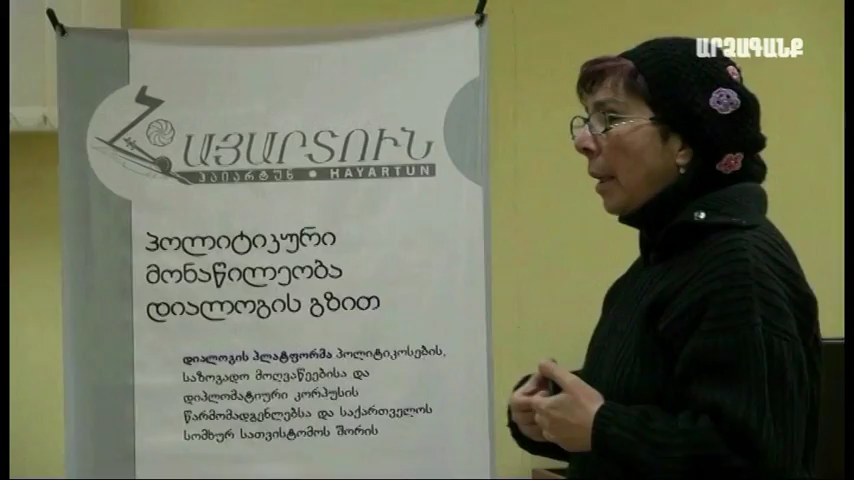 ԱՐՁԱԳԱՆՔ
ՀԱՅԱՐՏՈՒՆ
ჰაიარტუნ • HAYARTUN
პოლიტიკური
მონაწილეობა
დიალოგის გზით
დიალოგის პლატფორმა პოლიტიკოსების,
საზოგადო მოღვაწეებისა და
დიპლომატიური კორპუსის
წარმომადგენლებსა და საქართველოს
სომხურ სათვისტომოს შორის